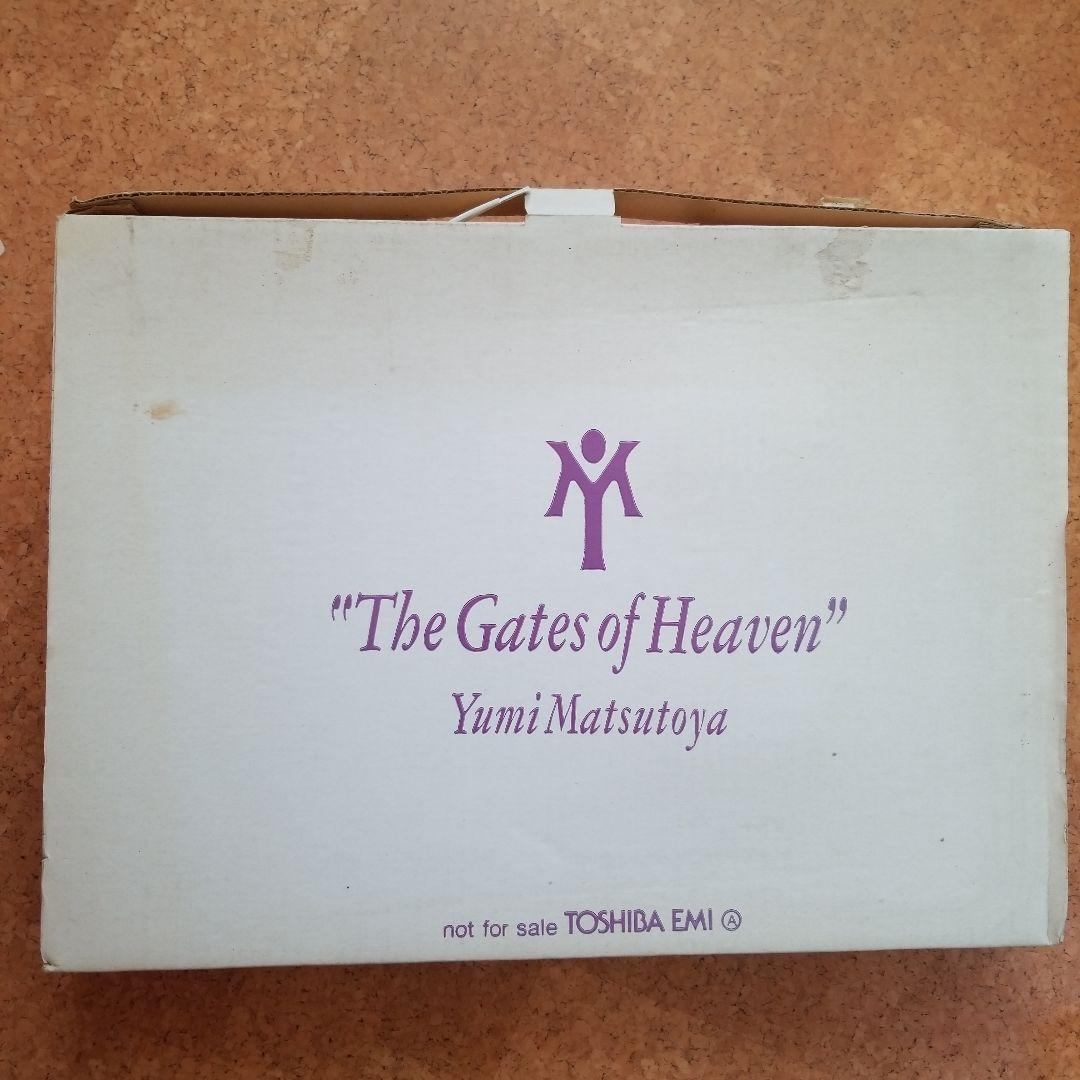 "The Gates of Heaven"
Yumi Matsutoya
not for sale TOSHIBA EMI Ⓐ